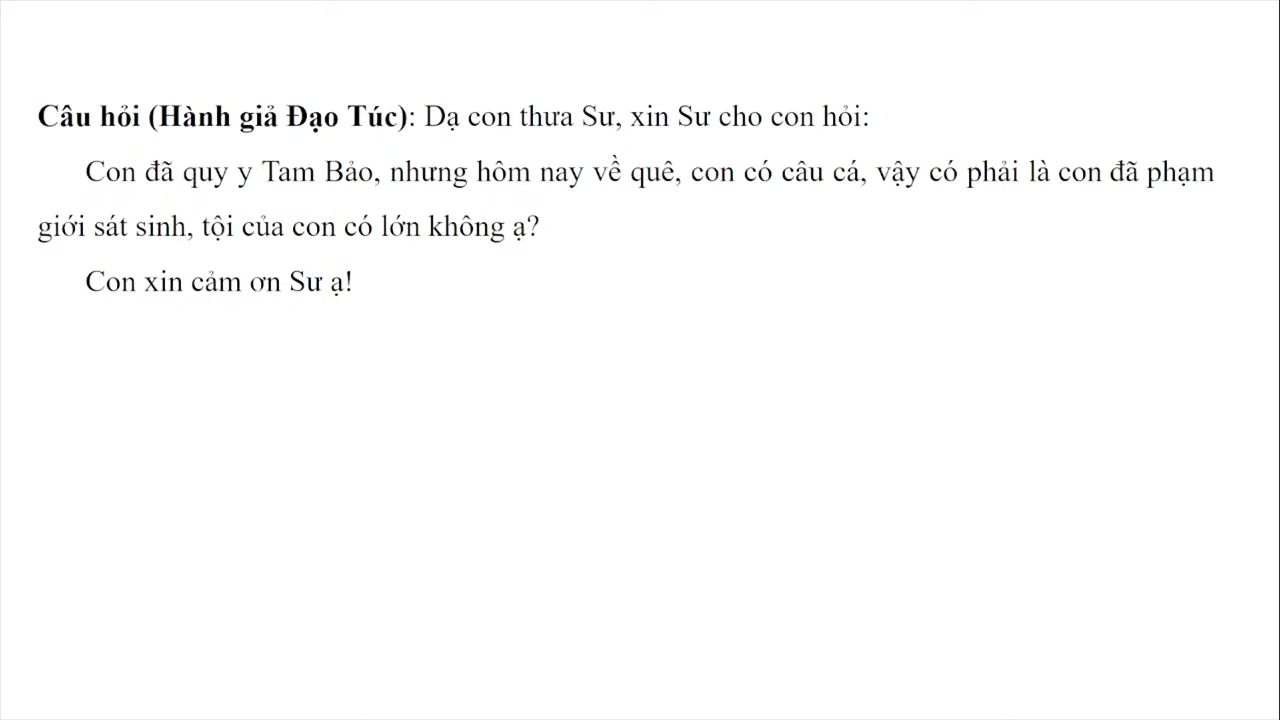 Câu hỏi (Hành giả Đạo Túc): Dạ con thưa Sư, xin Sư cho con hỏi:
Con đã quy y Tam Bảo, nhưng hôm nay về quê, con có câu cá, vậy có phải là con đã phạm
giới sát sinh, tội của con có lớn không ạ?
Con xin cảm ơn Sư ạ!